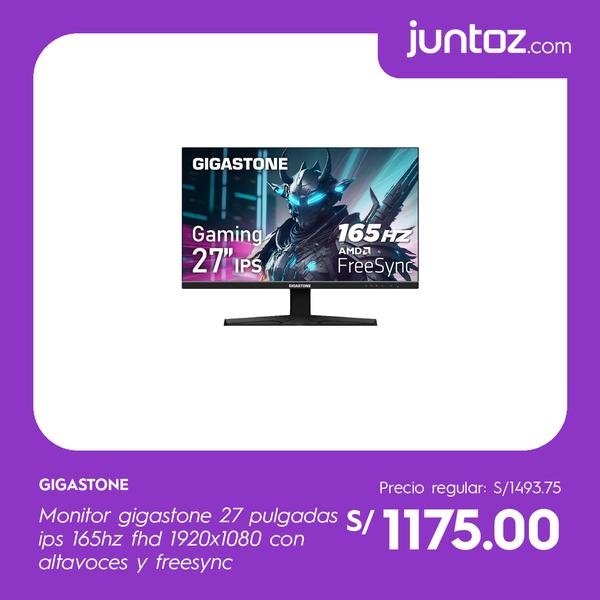 juntoz.com
GIGASTONE
Gaming
27" IPS
165HZ
AMD
FreeSync
GIGASTONE
GIGASTONE
Monitor gigastone 27 pulgadas
ips 165hz fhd 1920x1080 con
altavoces y freesync
Precio regular: S/1493.75
S/ 1175.00